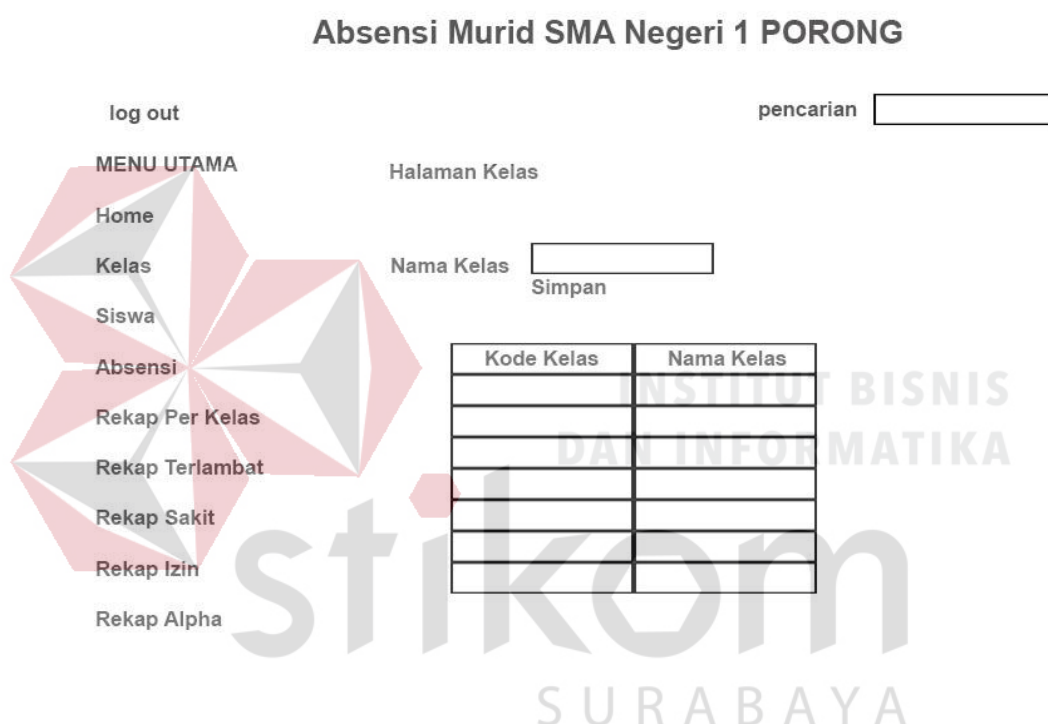 Absensi Murid SMA Negeri 1 PORONG
log out
pencarian
MENU UTAMA
Halaman Kelas
Home
Kelas
Nama Kelas
Simpan
Siswa
Kode Kelas Nama Kelas
Absensi
INSTITUT BISNIS
Rekap Per Kelas
DAN INFORMATIKA
Rekap Terlambat
Rekap Sakit
stikom
Rekap Izin
Rekap Alpha
SURABAYA